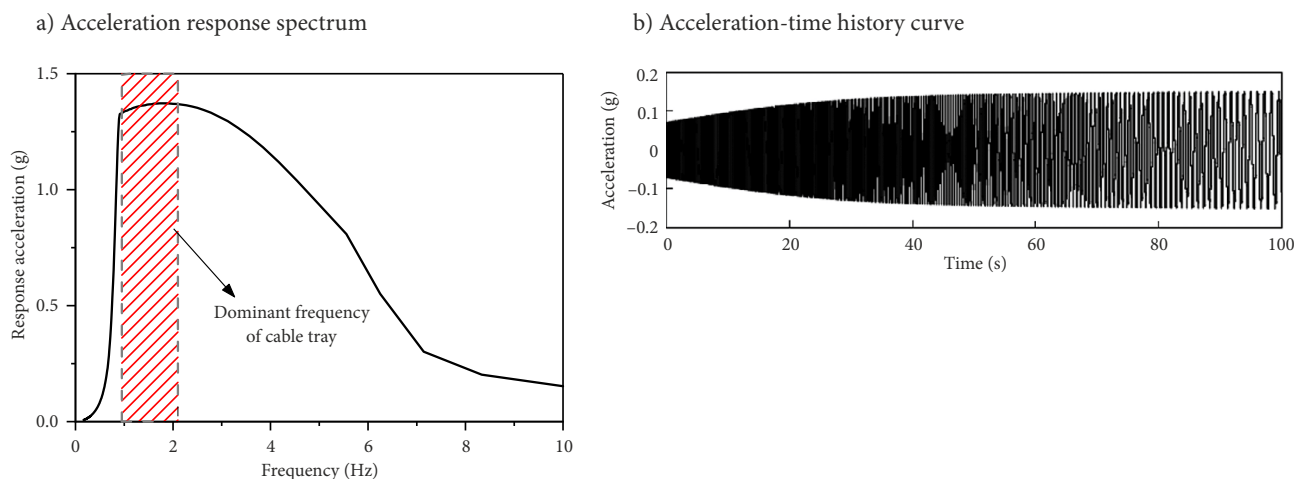 a) Acceleration response spectrum
1.5
1.0
0.5
0.0
Response acceleration (g)
Dominant frequency
of cable tray
0
2
4
6
8
10
Frequency (Hz)
b) Acceleration-time history curve
0.2
0.1
0
−0.1
−0.2
Acceleration (g)
0
20
40
60
80
100
Time (s)